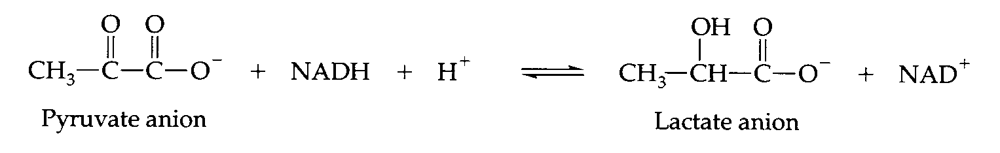 O O OH O
CH₃—C—C—O⁻ + NADH + H⁺ ⇌ CH₃—CH—C—O⁻ + NAD⁺
Pyruvate anion Lactate anion